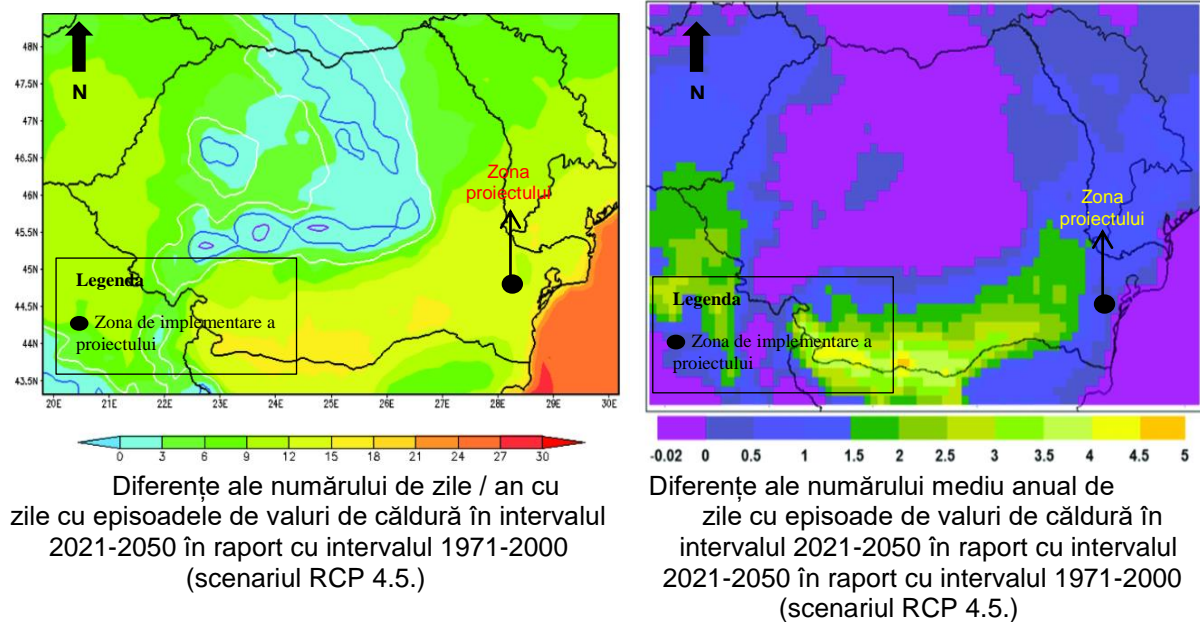 48N
47N
46.5N
46N
45.5N
45N
44.5N
44N
43.5N
20E 21E 22E 23E 24E 25E 26E 27E 28E 29E 30E
N
Zona
proiectului
Legenda
Zona de implementare a
proiectului
0 3 6 9 12 15 18 21 24 27 30
Diferențe ale numărului de zile / an cu
zile cu episoadele de valuri de căldură în intervalul
2021-2050 în raport cu intervalul 1971-2000
(scenariul RCP 4.5.)
N
Zona
proiectului
Legenda
Zona de implementare a
proiectului
-0.02 0 0.5 1 1.5 2 2.5 3 3.5 4 4.5 5
Diferențe ale numărului mediu anual de
zile cu episoade de valuri de căldură în
intervalul 2021-2050 în raport cu intervalul
2021-2050 în raport cu intervalul 1971-2000
(scenariul RCP 4.5.)